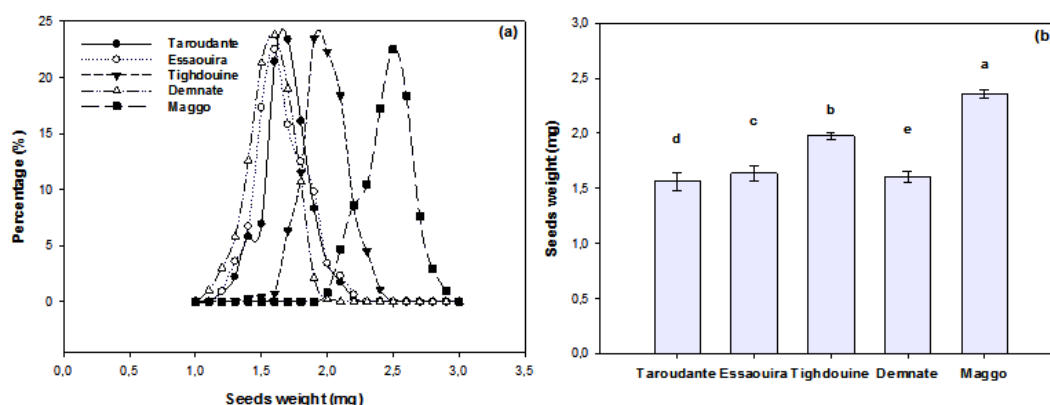 (a)
25
20
15
10
5
0
Percentage (%)
Taroudante
Essaouira
Tighdouine
Demnate
Maggo
0,0 0,5 1,0 1,5 2,0 2,5 3,0 3,5
Seeds weight (mg)
(b
3,0
2,5
2,0
1,5
1,0
0,5
0,0
Seeds weight (mg)
d c b e a
Taroudante Essaouira Tighdouine Demnate Maggo